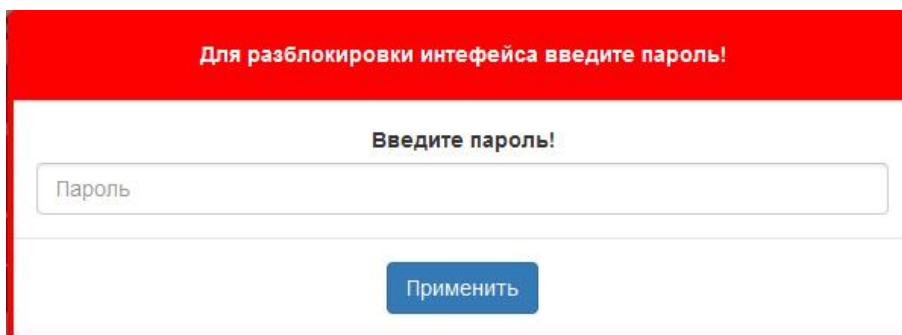 Для разблокировки интефейса введите пароль!
Введите пароль!
Пароль
Применить